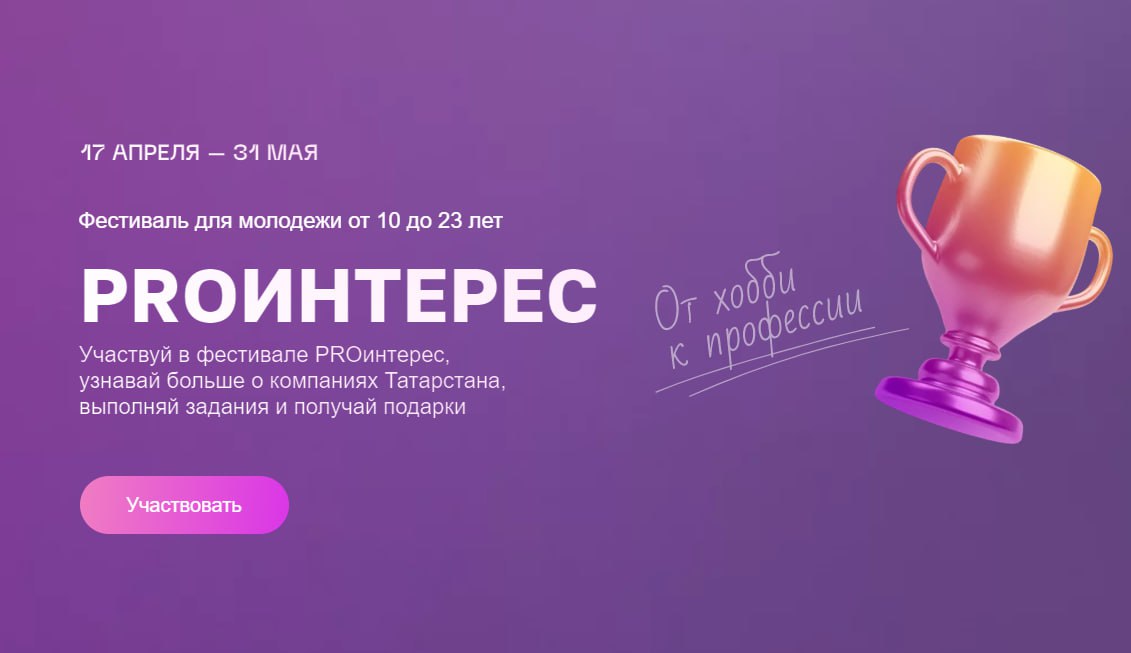 17 АПРЕЛЯ — 31 МАЯ
Фестиваль для молодежи от 10 до 23 лет
PROИНТЕРЕС
Участвуй в фестивале PROинтерес,
узнавай больше о компаниях Татарстана,
выполняй задания и получай подарки
От хобби
к профессии
Участвовать